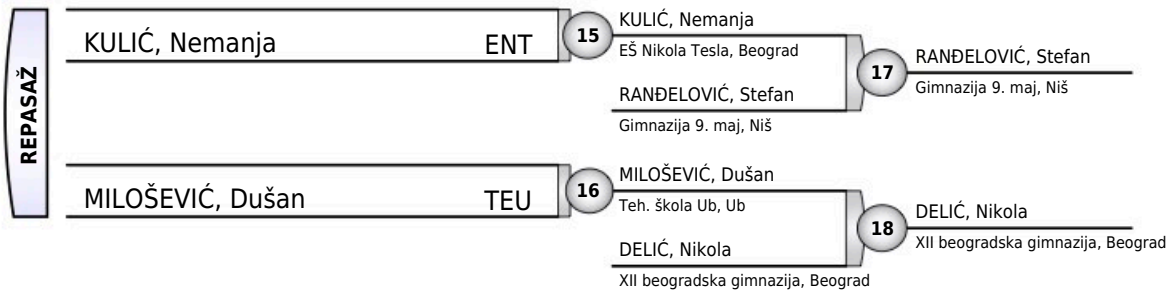 REPASAŽ
KULIĆ, Nemanja ENT
15
KULIĆ, Nemanja
EŠ Nikola Tesla, Beograd
RANĐELOVIĆ, Stefan
Gimnazija 9. maj, Niš
17
RANĐELOVIĆ, Stefan
Gimnazija 9. maj, Niš
MILOŠEVIĆ, Dušan TEU
16
MILOŠEVIĆ, Dušan
Teh. škola Ub, Ub
DELIĆ, Nikola
XII beogradska gimnazija, Beograd
18
DELIĆ, Nikola
XII beogradska gimnazija, Beograd